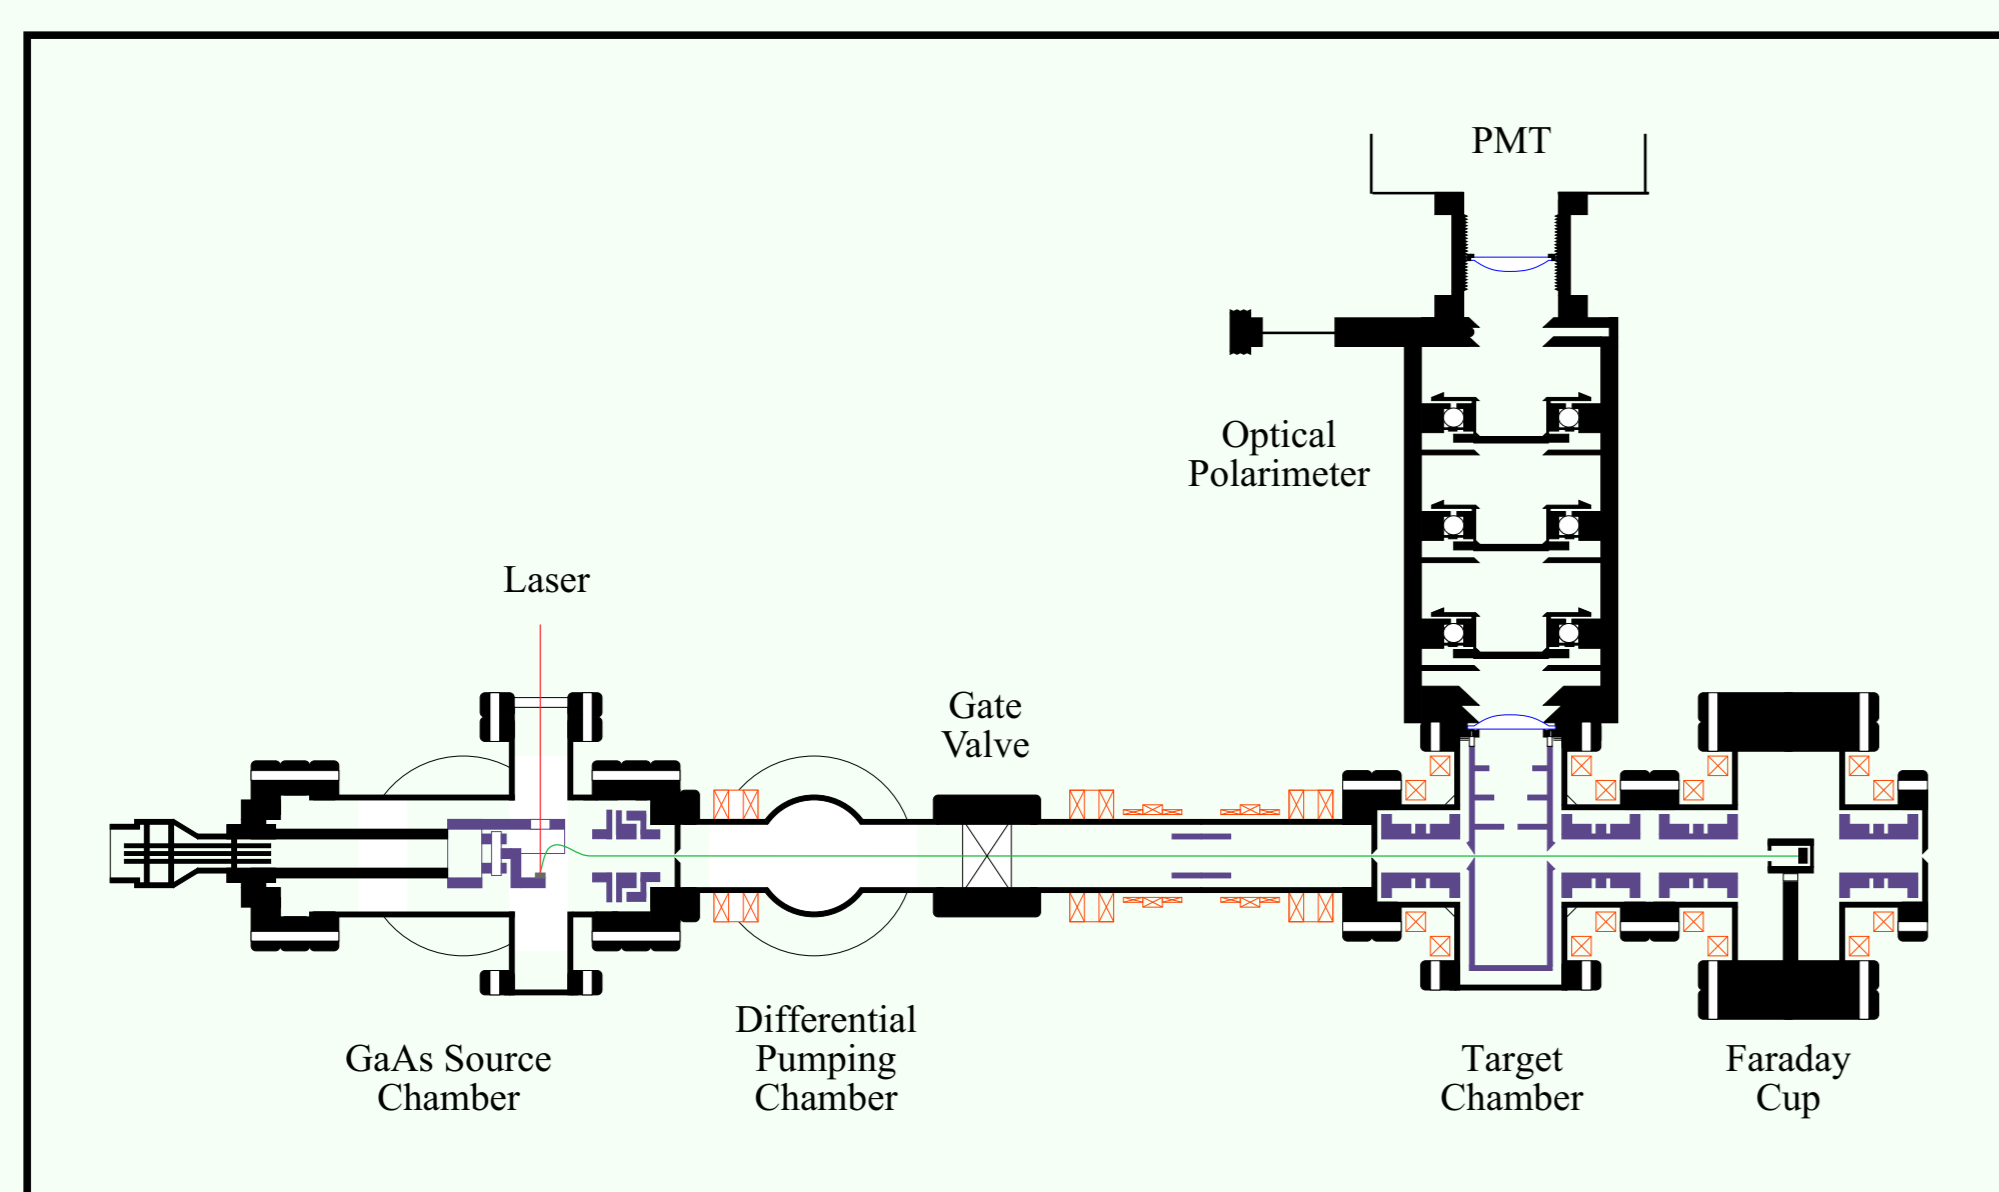 PMT
Optical
Polarimeter
Laser
Gate
Valve
Differential
Pumping
Chamber
GaAs Source
Chamber
Target
Chamber
Faraday
Cup